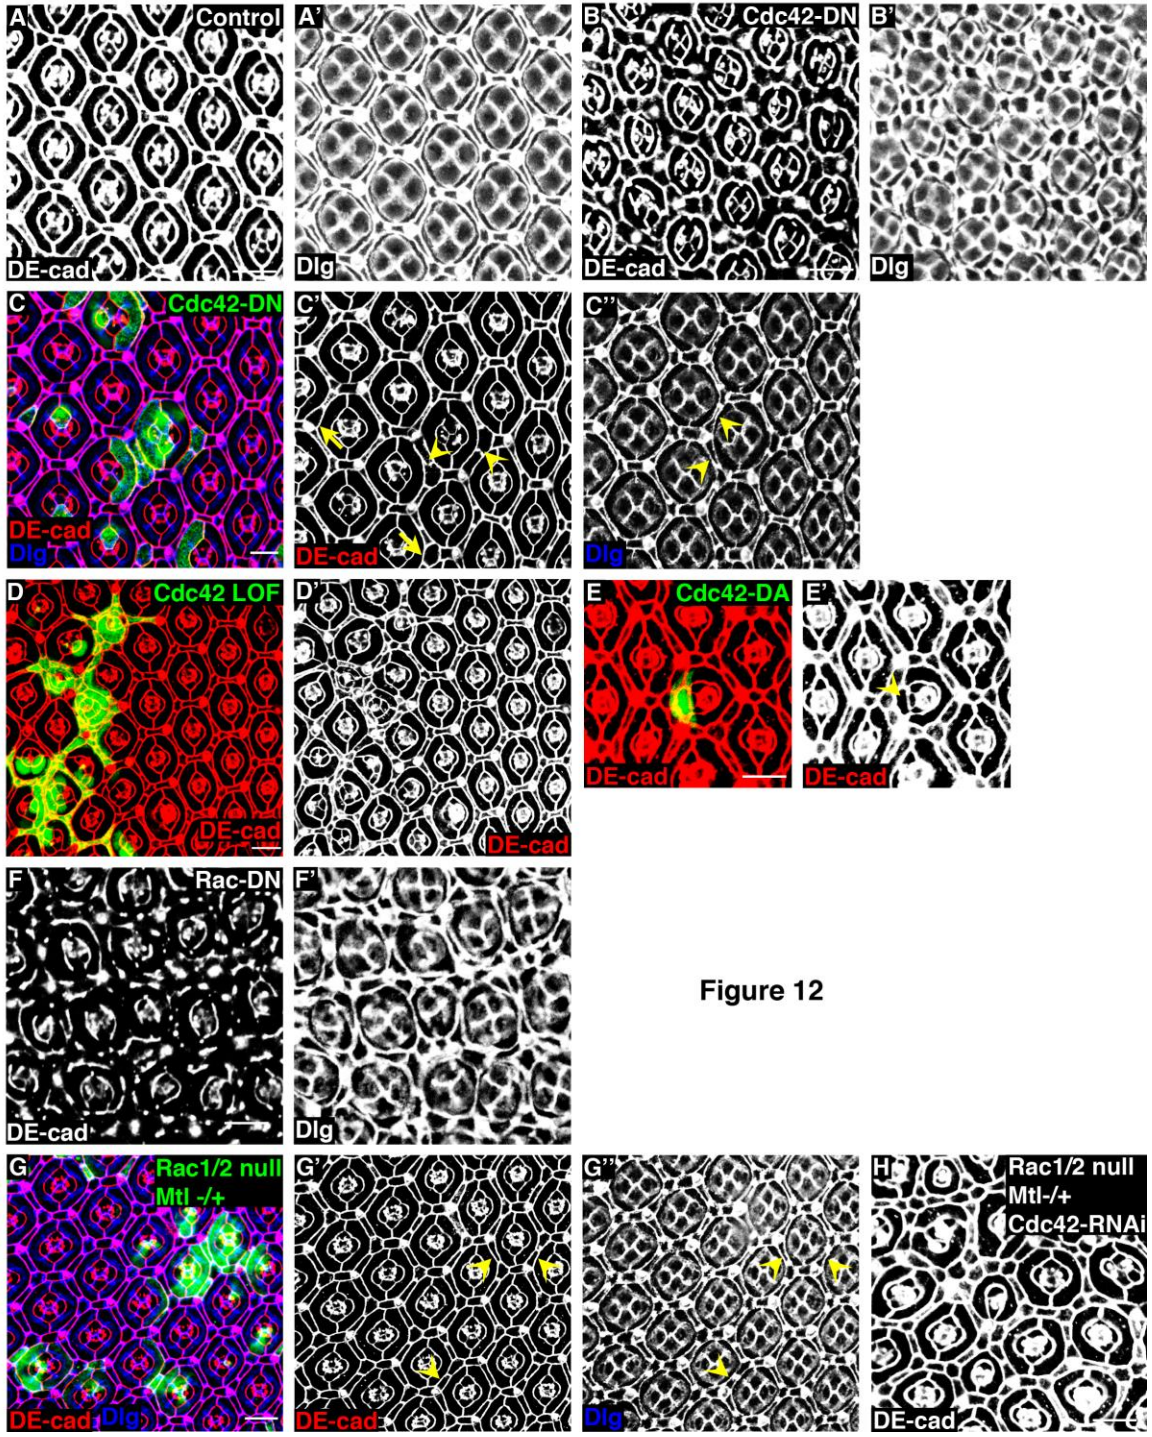 A Control
DE-cad
A'
Dlg
B Cdc42-DN
DE-cad
B'
Dlg
C Cdc42-DN
DE-cad
Dlg
C'
DE-cad
C''
Dlg
D Cdc42 LOF
DE-cad
D'
DE-cad
E Cdc42-DA
DE-cad
E'
DE-cad
F Rac-DN
DE-cad
F'
Dlg
Figure 12
G Rac1/2 null
Mtl -/+
DE-cad Dlg
G'
DE-cad
G''
Dlg
H Rac1/2 null
Mtl-/+
Cdc42-RNAi
DE-cad